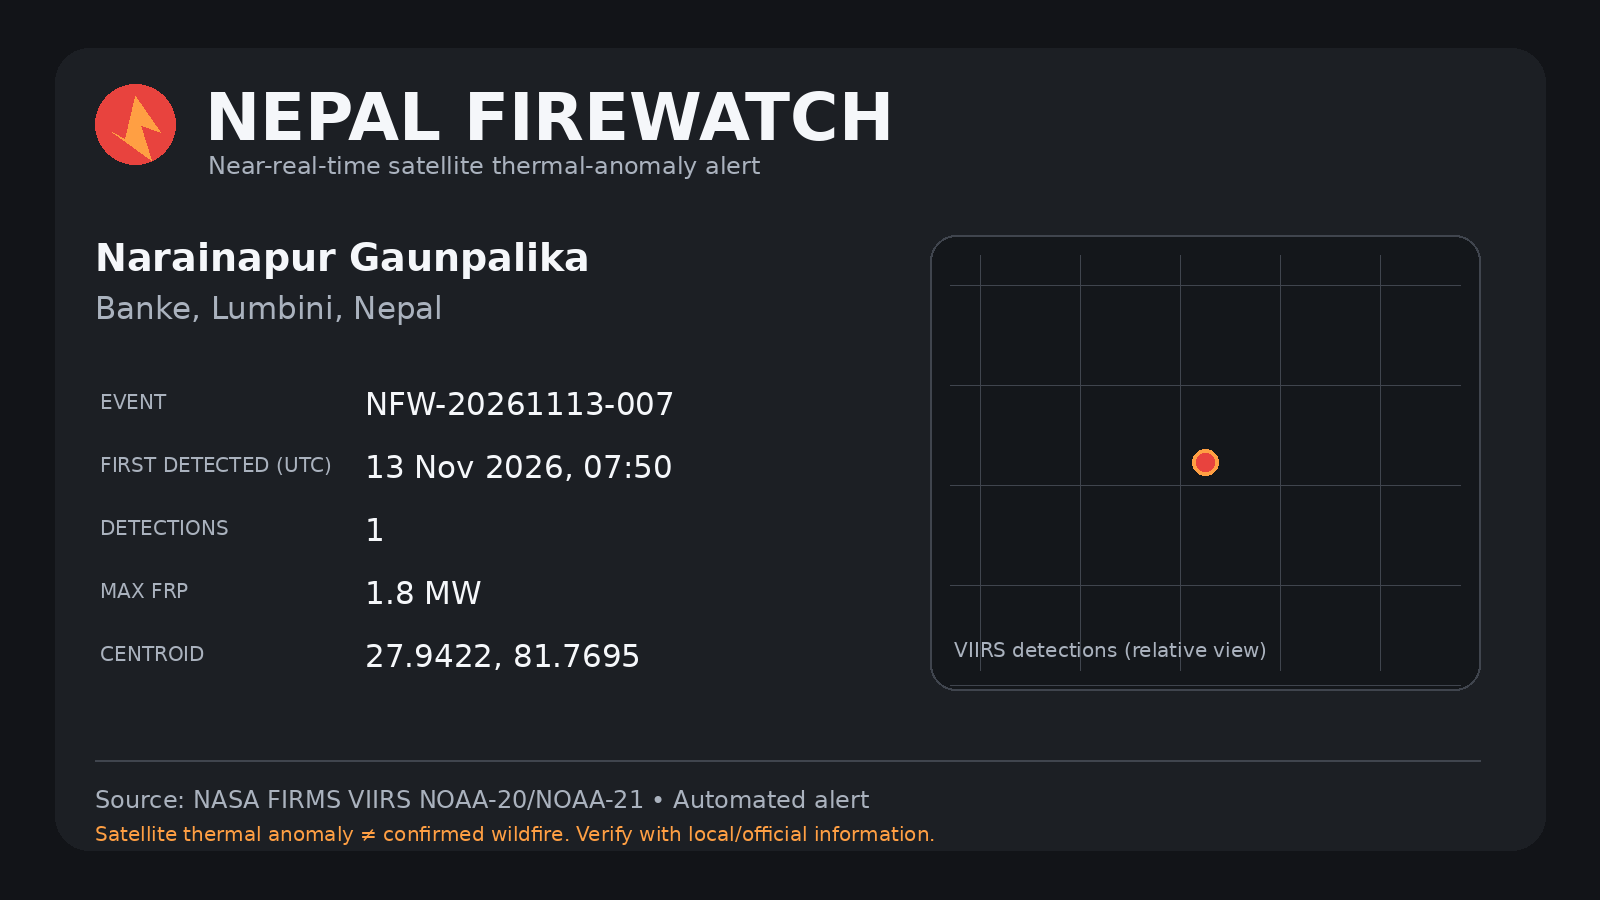 NEPAL FIREWATCH
Near-real-time satellite thermal-anomaly alert
Narainapur Gaunpalika
Banke, Lumbini, Nepal
EVENT NFW-20261113-007
FIRST DETECTED (UTC) 13 Nov 2026, 07:50
DETECTIONS 1
MAX FRP 1.8 MW
CENTROID 27.9422, 81.7695
VIIRS detections (relative view)
Source: NASA FIRMS VIIRS NOAA-20/NOAA-21 • Automated alert
Satellite thermal anomaly ≠ confirmed wildfire. Verify with local/official information.